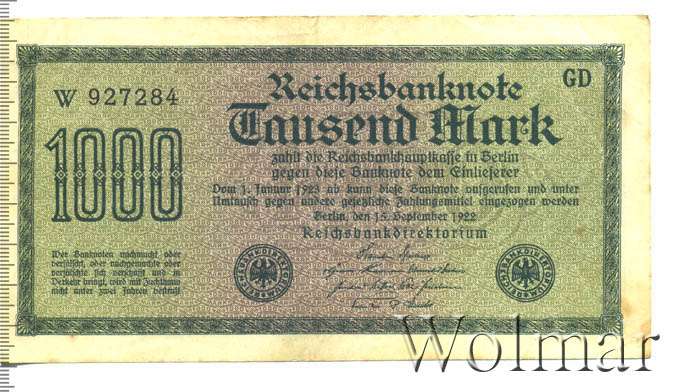 W 927284
GD
1000
Reichsbanknote
Tausend Mark
zahlt die Reichsbankhauptkasse in Berlin
gegen diese Banknote dem Einlieferer
Vom 1. Januar 1923 ab kann diese Banknote aufgerufen und unter
Umtausch gegen andere gesetzliche Zahlungsmittel eingezogen werden
Berlin, den 15. September 1922
Reichsbankdirektorium
Wer Banknoten nachmacht oder
verfälscht, oder nachgemachte oder
verfälschte sich verschafft und in
Verkehr bringt, wird mit Zuchthaus
nicht unter zwei Jahren bestraft
REICHSBANKDIREKTORIUM
REICHSBANKDIREKTORIUM
Wolmar